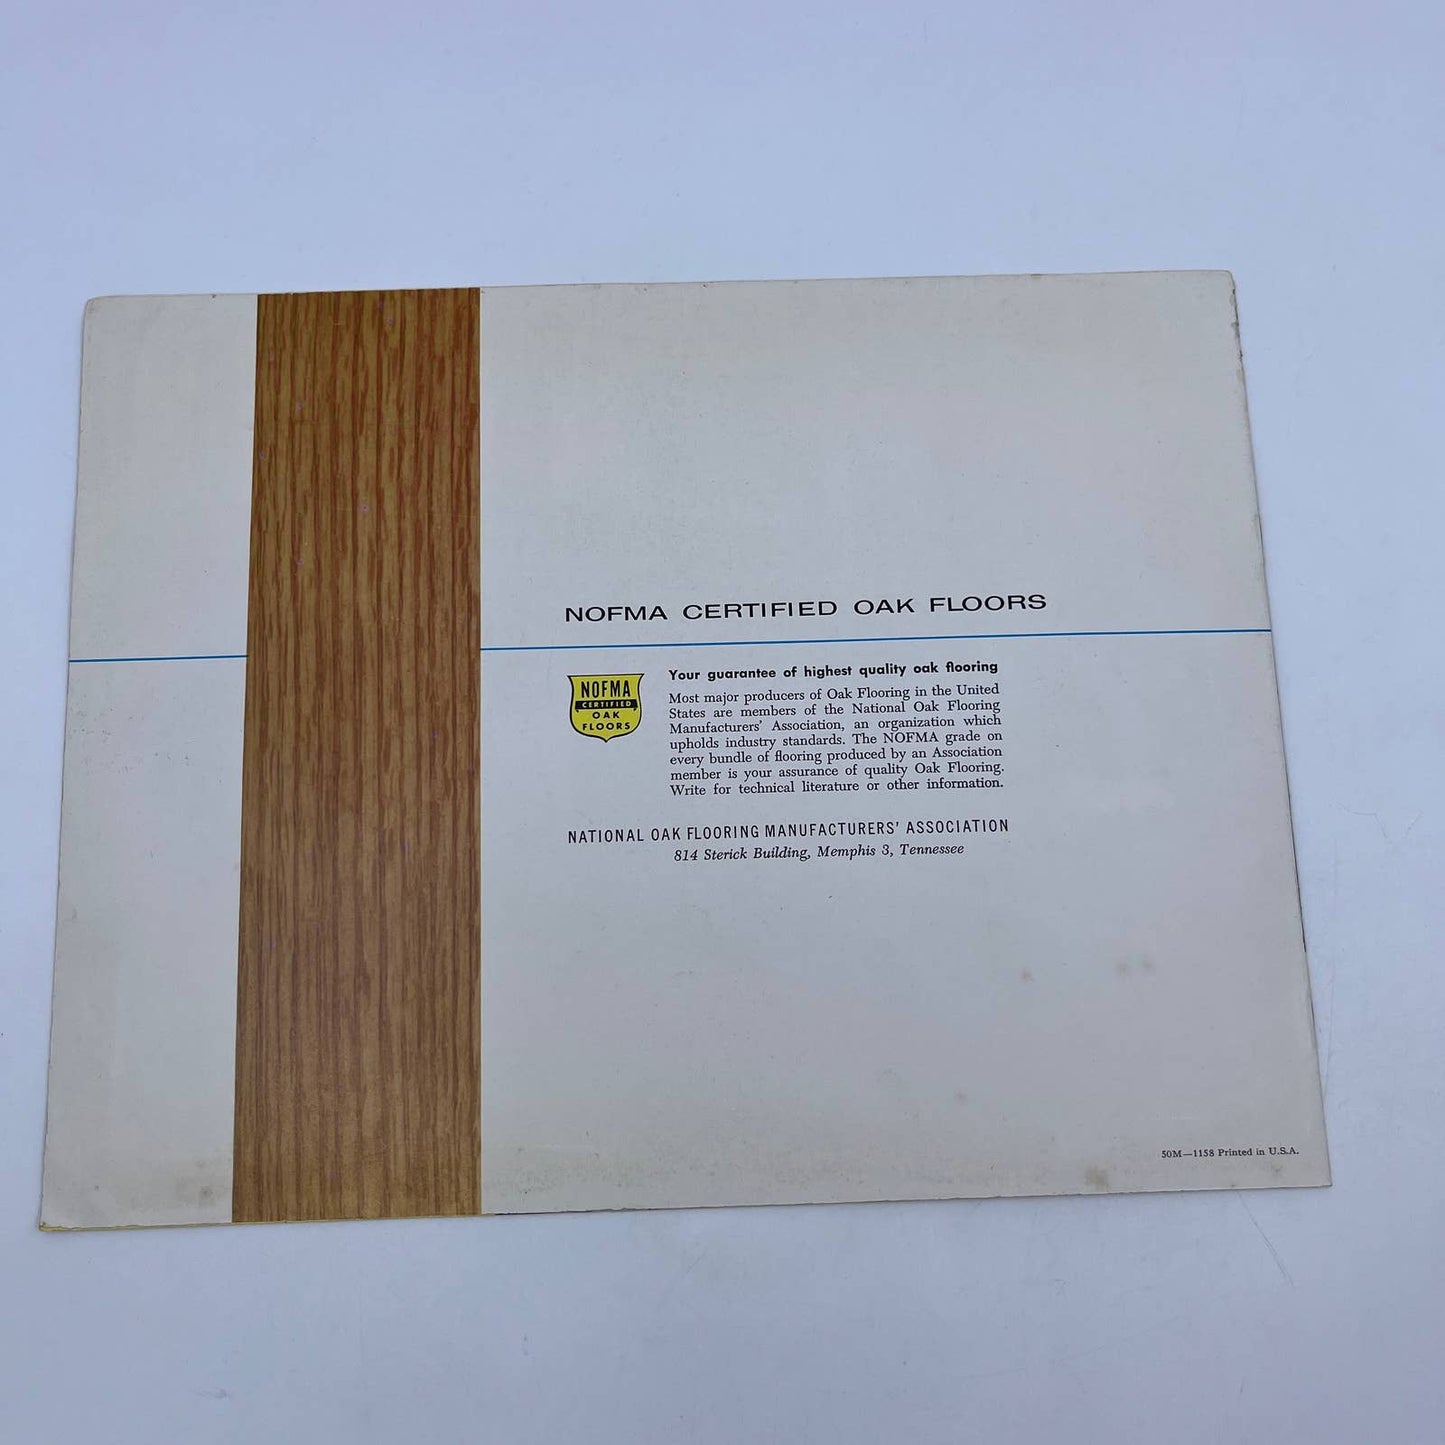 NOFMA CERTIFIED OAK FLOORS
NOFMA
CERTIFIED
OAK
FLOORS
Your guarantee of highest quality oak flooring
Most major producers of Oak Flooring in the United
States are members of the National Oak Flooring
Manufacturers' Association, an organization which
upholds industry standards. The NOFMA grade on
every bundle of flooring produced by an Association
member is your assurance of quality Oak Flooring.
Write for technical literature or other information.
NATIONAL OAK FLOORING MANUFACTURERS' ASSOCIATION
814 Sterick Building, Memphis 3, Tennessee
50M—1158 Printed in U.S.A.